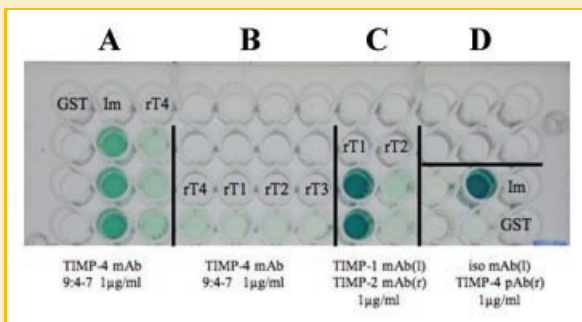 A B C D
GST Im rT4
rT1 rT2
rT4 rT1 rT2 rT3 Im
GST
TIMP-4 mAb
9:4-7 1µg/ml
TIMP-4 mAb
9:4-7 1µg/ml
TIMP-1 mAb(l)
TIMP-2 mAb(r)
1µg/ml
iso mAb(l)
TIMP-4 pAb(r)
1µg/ml